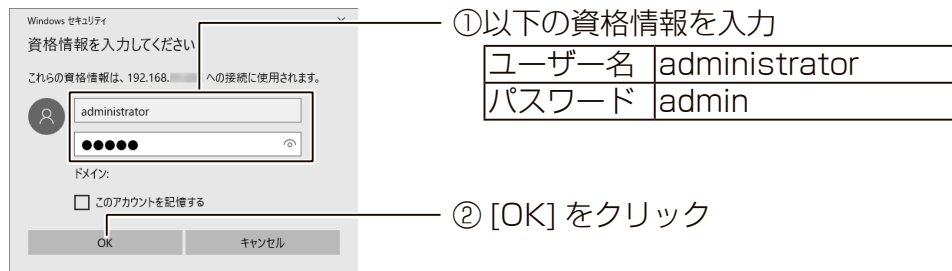 Windows セキュリティ
資格情報を入力してください
これらの資格情報は、192.168. への接続に使用されます。
administrator
●●●●●
ドメイン:
このアカウントを記憶する
OK キャンセル
①以下の資格情報を入力
ユーザー名 administrator
パスワード admin
② [OK] をクリック